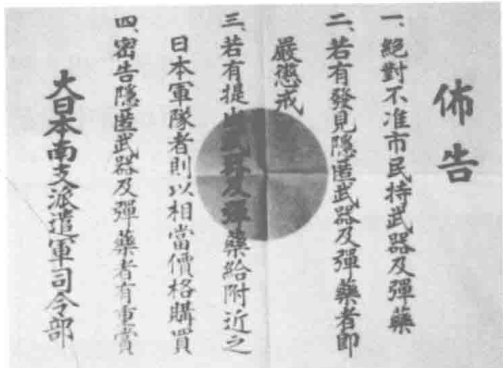 佈告
一、絕對不准市民持武器及彈藥
二、若有發見隱匿武器及彈藥者即
嚴懲戒
三、若有提出武器及彈藥給附近之
日本軍隊者則以相當價格購買
四、密告隱匿武器及彈藥者有重賞
大日本南支派遣軍司令部